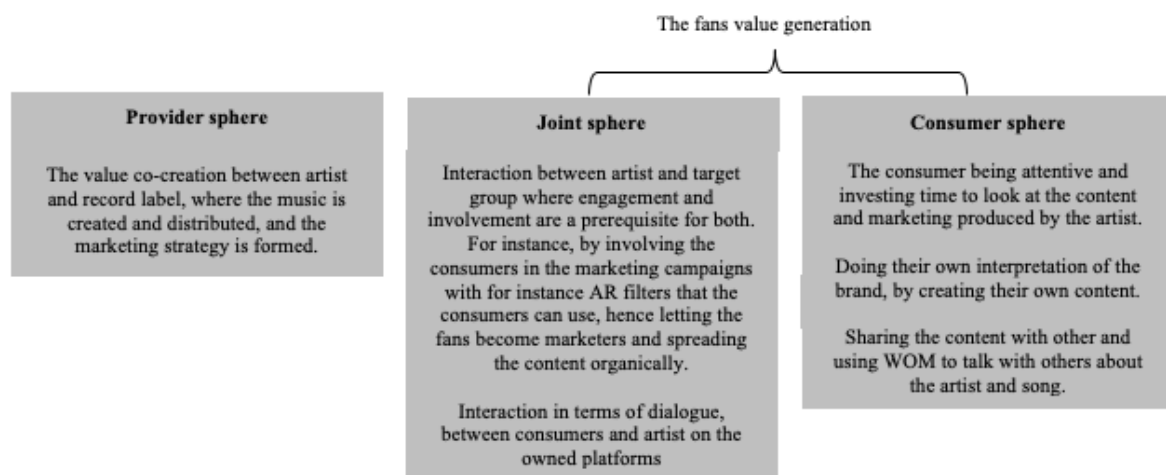 The fans value generation
Provider sphere
The value co-creation between artist
and record label, where the music is
created and distributed, and the
marketing strategy is formed.
Joint sphere
Interaction between artist and target
group where engagement and
involvement are a prerequisite for both.
For instance, by involving the
consumers in the marketing campaigns
with for instance AR filters that the
consumers can use, hence letting the
fans become marketers and spreading
the content organically.
Interaction in terms of dialogue,
between consumers and artist on the
owned platforms
Consumer sphere
The consumer being attentive and
investing time to look at the content
and marketing produced by the artist.
Doing their own interpretation of the
brand, by creating their own content.
Sharing the content with other and
using WOM to talk with others about
the artist and song.